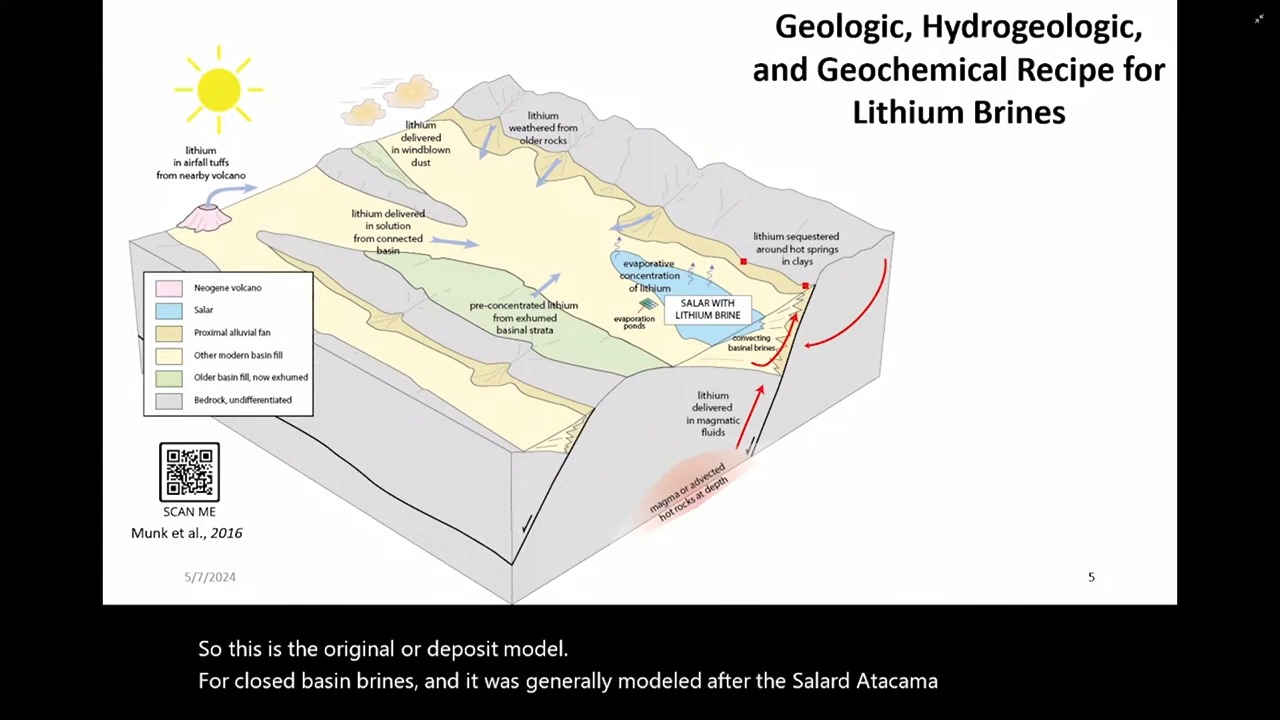 Geologic, Hydrogeologic,
and Geochemical Recipe for
Lithium Brines
lithium
in airfall tuffs
from nearby volcano
lithium
delivered
in windblown
dust
lithium
weathered from
older rocks
lithium delivered
in solution
from connected
basin
lithium sequestered
around hot springs
in clays
evaporative
concentration
of lithium
SALAR WITH
LITHIUM BRINE
evaporation
ponds
pre-concentrated lithium
from exhumed
basinal strata
convecting
basinal brines
lithium
delivered
in magmatic
fluids
magma or advected
hot rocks at depth
Neogene volcano
Salar
Proximal alluvial fan
Other modern basin fill
Older basin fill, now exhumed
Bedrock, undifferentiated
SCAN ME
Munk et al., 2016
5/7/2024
5
So this is the original or deposit model.
For closed basin brines, and it was generally modeled after the Salard Atacama